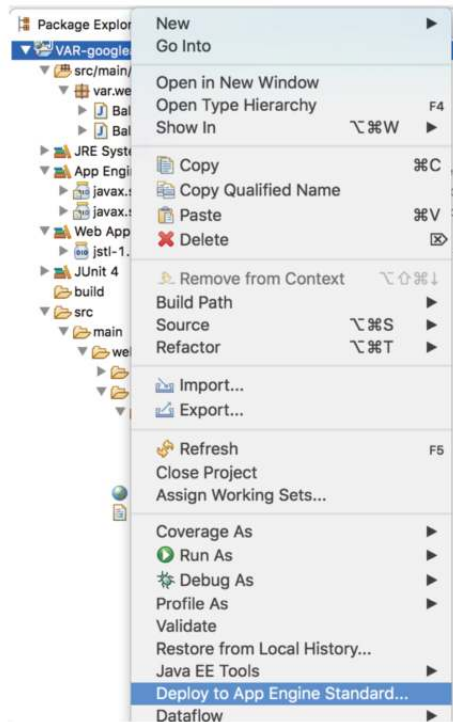 Package Explor
VAR-google
src/main/
var.we
Bal
Bal
JRE Syste
App Engi
javax.s
javax.s
Web App
jstl-1.
JUnit 4
build
src
main
we
New
Go Into
Open in New Window
Open Type Hierarchy F4
Show In ⌥⌘W
Copy ⌘C
Copy Qualified Name
Paste ⌘V
Delete ⌦
Remove from Context ⌥⇧⌘↓
Build Path
Source ⌥⌘S
Refactor ⌥⌘T
Import...
Export...
Refresh F5
Close Project
Assign Working Sets...
Coverage As
Run As
Debug As
Profile As
Validate
Restore from Local History...
Java EE Tools
Deploy to App Engine Standard...
Dataflow